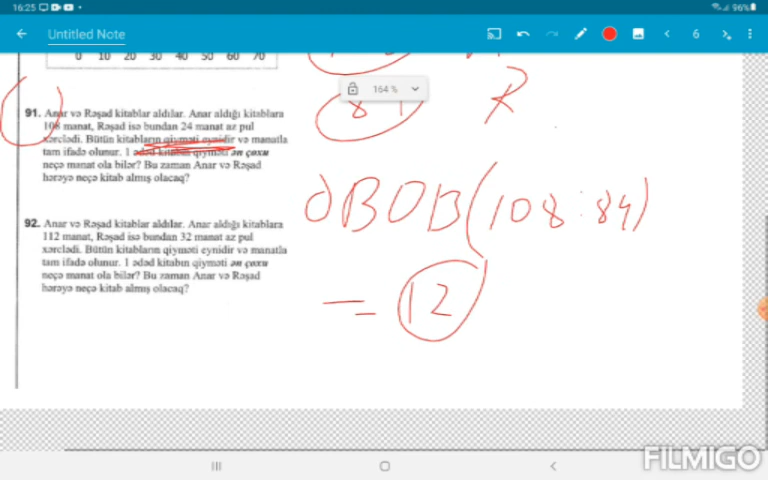 16:25
96%
Untitled Note
6
0 10 20 30 40 50 60 70
164 %
84 R
91. Anar və Rəşad kitablar aldılar. Anar aldığı kitablara
108 manat, Rəşad isə bundan 24 manat az pul
xərclədi. Bütün kitabların qiyməti eynidir və manatla
tam ifadə olunur. 1 ədəd kitabın qiyməti ən çoxu
neçə manat ola bilər? Bu zaman Anar və Rəşad
hərəyə neçə kitab almış olacaq?
ƏBOB(108:84)
= 12
92. Anar və Rəşad kitablar aldılar. Anar aldığı kitablara
112 manat, Rəşad isə bundan 32 manat az pul
xərclədi. Bütün kitabların qiyməti eynidir və manatla
tam ifadə olunur. 1 ədəd kitabın qiyməti ən çoxu
neçə manat ola bilər? Bu zaman Anar və Rəşad
hərəyə neçə kitab almış olacaq?
FILMIGO